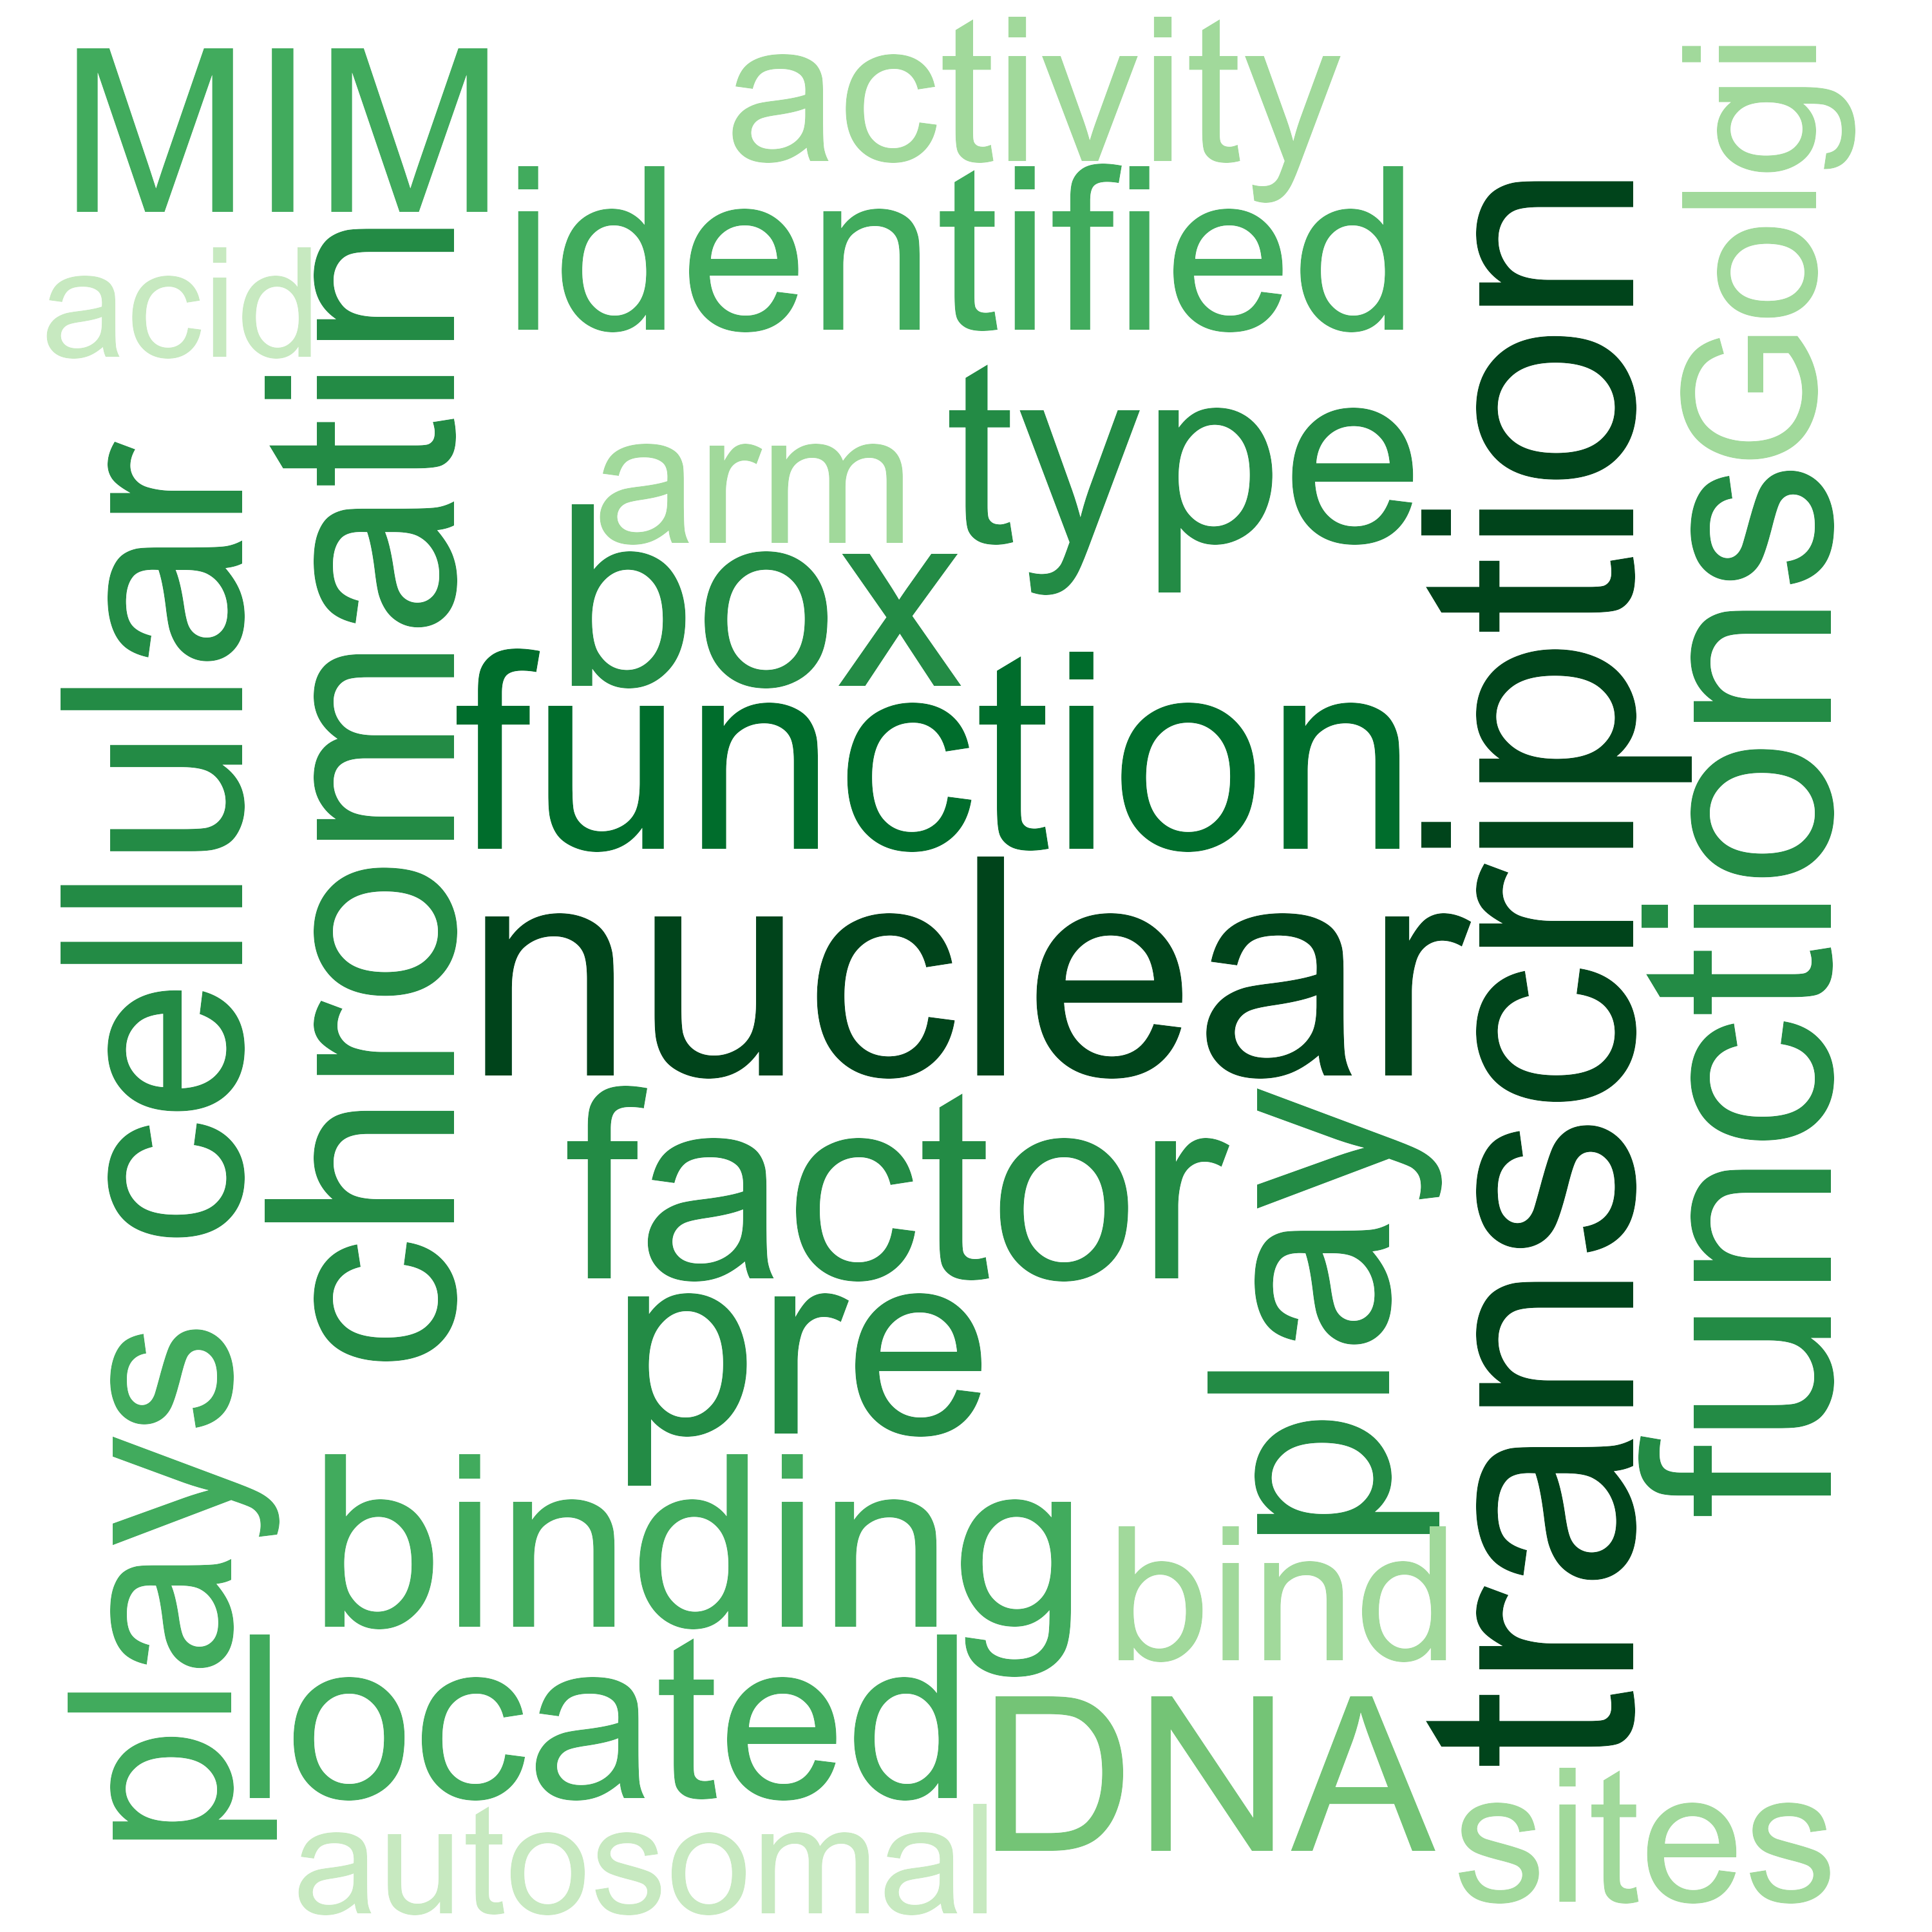 MIM
activity
Golgi
identified
acid
chromatin
transcription
type
arm
cellular
functions
box
function
nuclear
factor
play
pre
plays
binding
bind
located
DNA
sites
autosomal